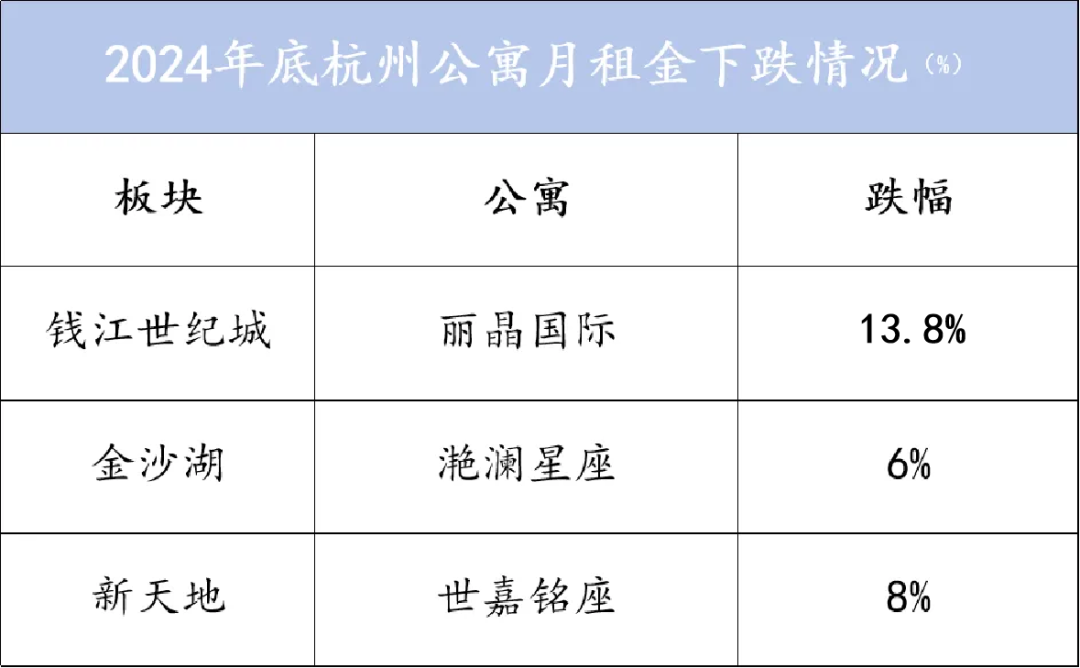 2024年底杭州公寓月租金下跌情况(%)
板块 公寓 跌幅
钱江世纪城 丽晶国际 13.8%
金沙湖 滟澜星座 6%
新天地 世嘉铭座 8%